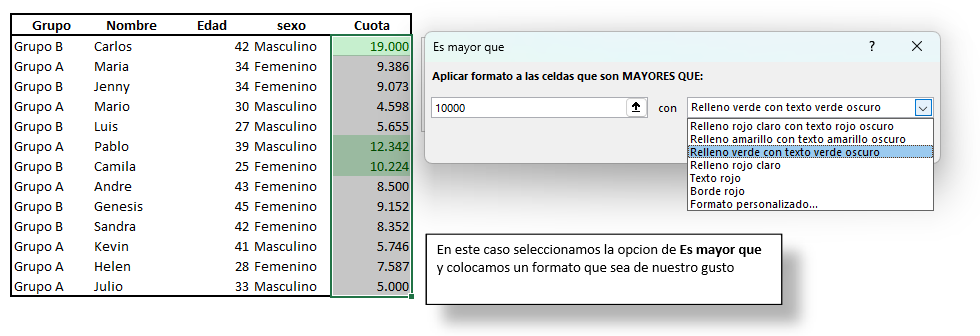 Grupo Nombre Edad sexo Cuota
Grupo B Carlos 42 Masculino 19.000
Grupo A Maria 34 Femenino 9.386
Grupo B Jenny 34 Femenino 9.073
Grupo A Mario 30 Masculino 4.598
Grupo B Luis 27 Masculino 5.655
Grupo A Pablo 39 Masculino 12.342
Grupo B Camila 25 Femenino 10.224
Grupo A Andre 43 Femenino 8.500
Grupo B Genesis 45 Femenino 9.152
Grupo B Sandra 42 Femenino 8.352
Grupo A Kevin 41 Masculino 5.746
Grupo A Helen 28 Femenino 7.587
Grupo A Julio 33 Masculino 5.000
Es mayor que ? ×
Aplicar formato a las celdas que son MAYORES QUE:
10000 con Relleno verde con texto verde oscuro
Relleno rojo claro con texto rojo oscuro
Relleno amarillo con texto amarillo oscuro
Relleno verde con texto verde oscuro
Relleno rojo claro
Texto rojo
Borde rojo
Formato personalizado...
En este caso seleccionamos la opcion de Es mayor que
y colocamos un formato que sea de nuestro gusto